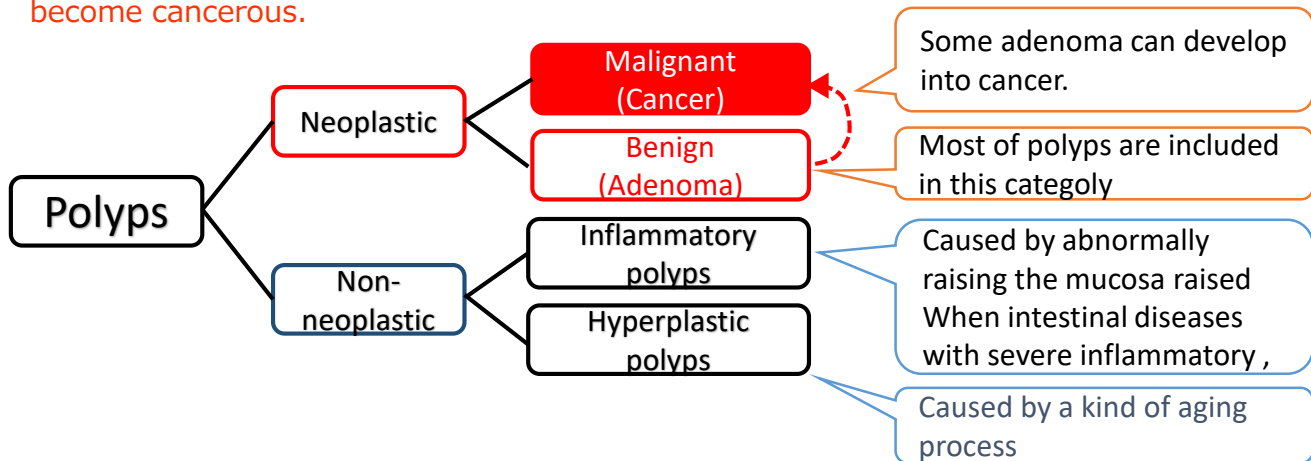 become cancerous.
Malignant
(Cancer)
Some adenoma can develop
into cancer.
Neoplastic
Benign
(Adenoma)
Most of polyps are included
in this categoly
Polyps
Inflammatory
polyps
Caused by abnormally
raising the mucosa raised
When intestinal diseases
with severe inflammatory ,
Non-
neoplastic
Hyperplastic
polyps
Caused by a kind of aging
process